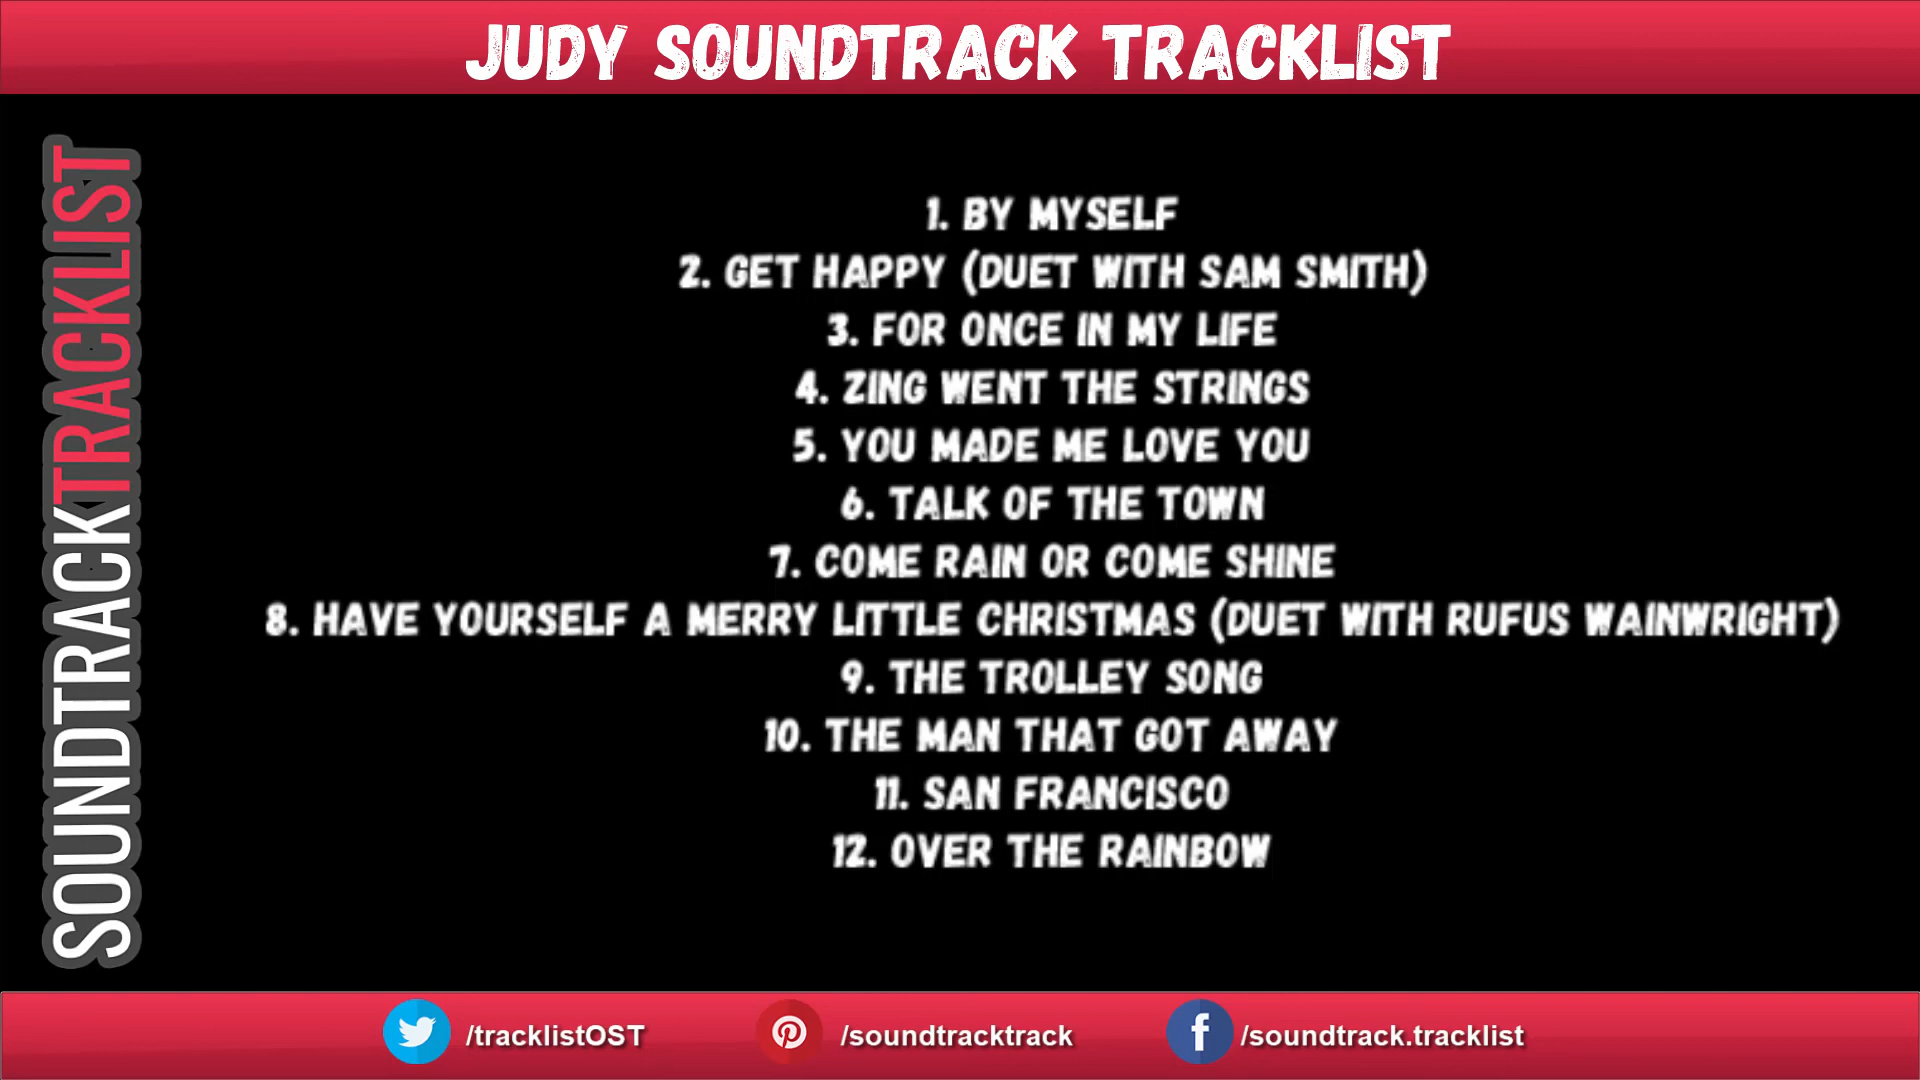 JUDY SOUNDTRACK TRACKLIST
SOUNDTRACKTRACKLIST
1. BY MYSELF
2. GET HAPPY (DUET WITH SAM SMITH)
3. FOR ONCE IN MY LIFE
4. ZING WENT THE STRINGS
5. YOU MADE ME LOVE YOU
6. TALK OF THE TOWN
7. COME RAIN OR COME SHINE
8. HAVE YOURSELF A MERRY LITTLE CHRISTMAS (DUET WITH RUFUS WAINWRIGHT)
9. THE TROLLEY SONG
10. THE MAN THAT GOT AWAY
11. SAN FRANCISCO
12. OVER THE RAINBOW
/tracklistOST
/soundtracktrack
/soundtrack.tracklist